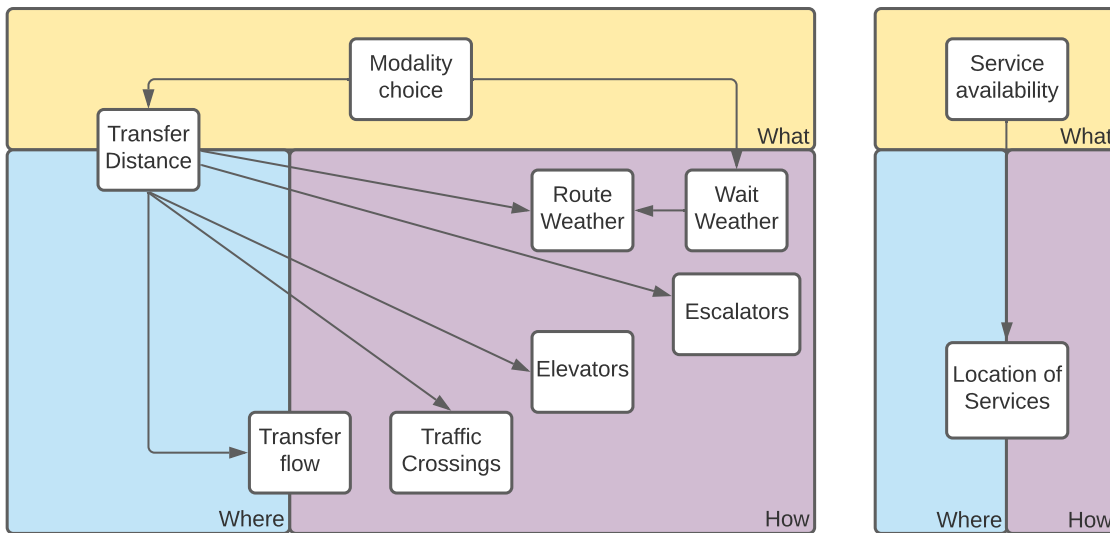 Modality
choice
Service
availability
Transfer
Distance
What
What
Route
Weather
Wait
Weather
Escalators
Elevators
Location of
Services
Transfer
flow
Traffic
Crossings
Where
How
Where
How